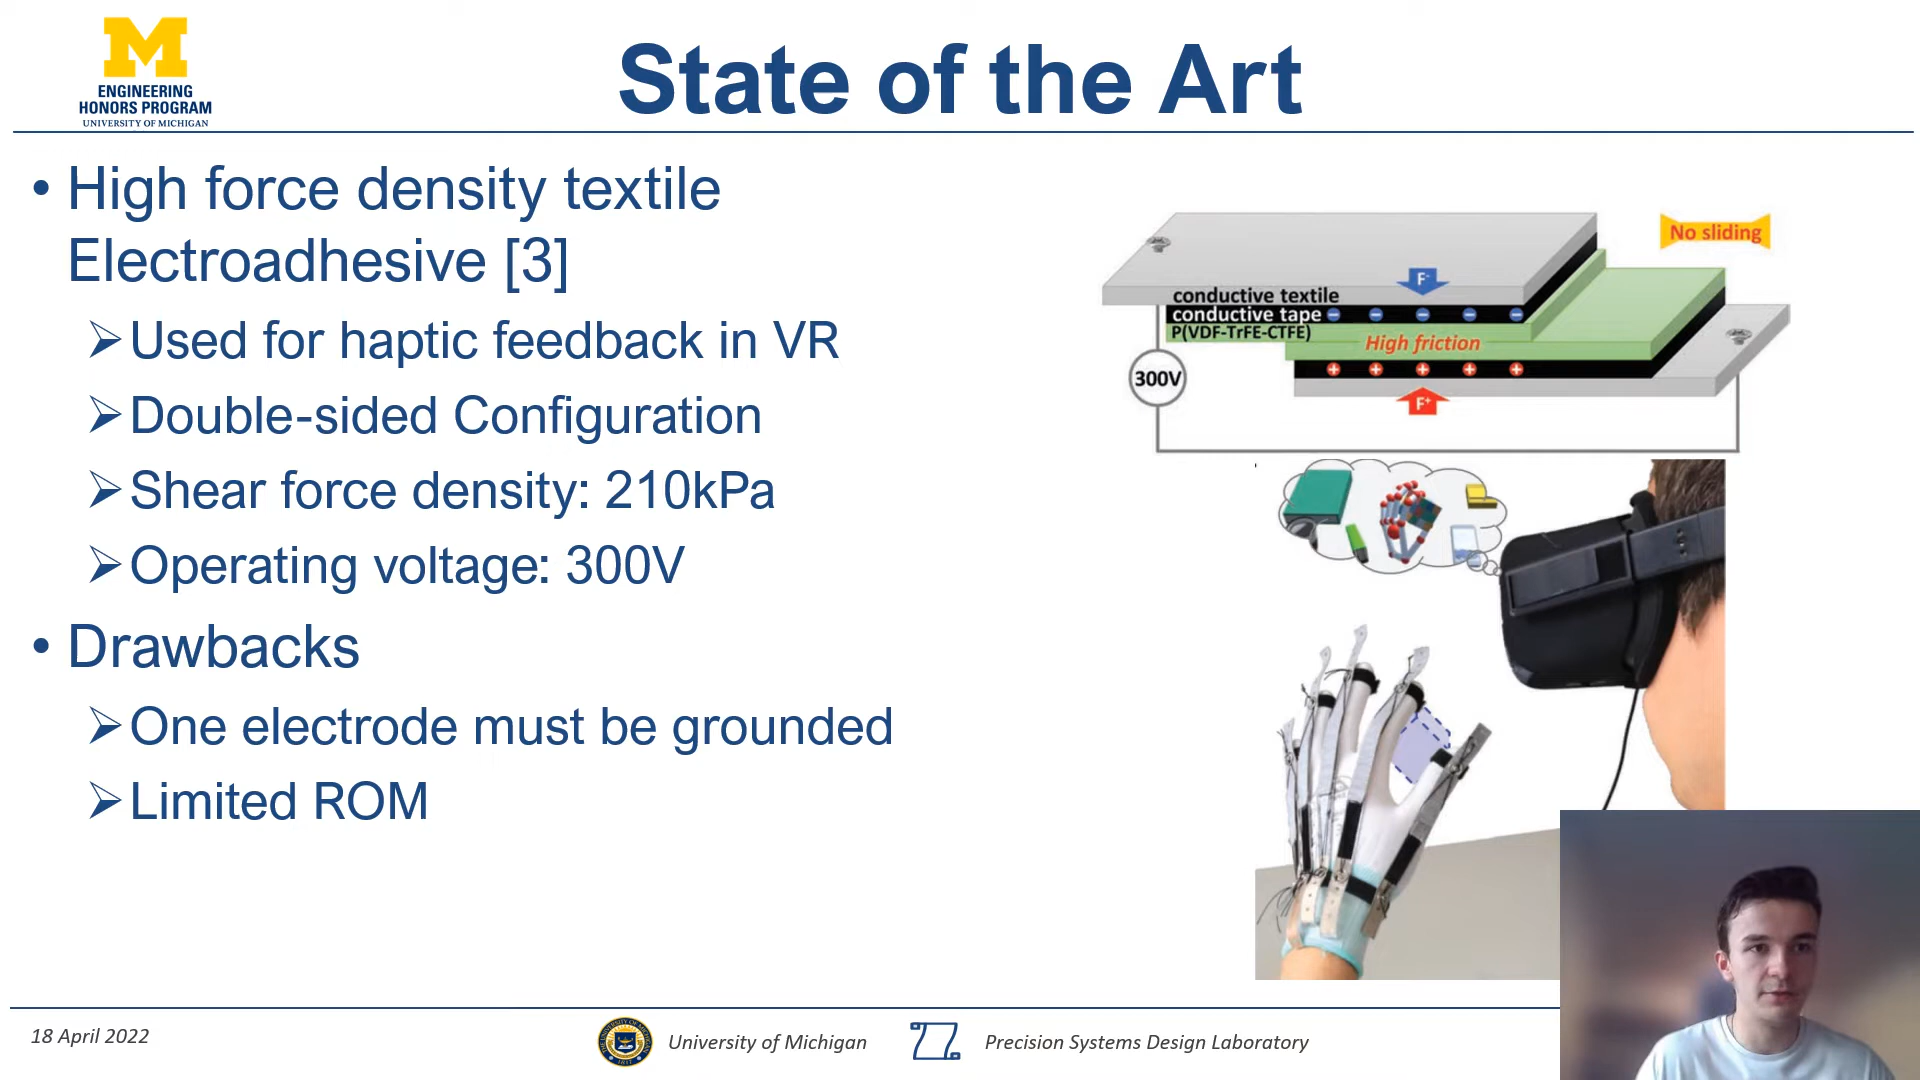 M
ENGINEERING
HONORS PROGRAM
UNIVERSITY OF MICHIGAN
State of the Art
• High force density textile
Electroadhesive [3]
➢Used for haptic feedback in VR
➢Double-sided Configuration
➢Shear force density: 210kPa
➢Operating voltage: 300V
• Drawbacks
➢One electrode must be grounded
➢Limited ROM
No sliding
F-
conductive textile
conductive tape
P(VDF-TrFE-CTFE)
High friction
300V
F+
18 April 2022
University of Michigan
Precision Systems Design Laboratory